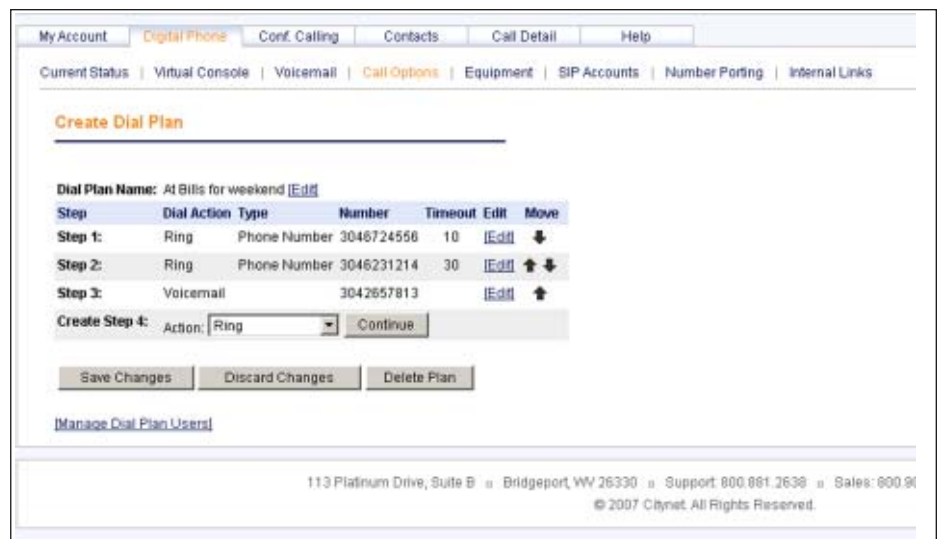 My Account Digital Phone Conf. Calling Contacts Call Detail Help
Current Status | Virtual Console | Voicemail | Call Options | Equipment | SIP Accounts | Number Porting | Internal Links
Create Dial Plan
Dial Plan Name: At Bills for weekend [Edit]
Step Dial Action Type Number Timeout Edit Move
Step 1: Ring Phone Number 3046724556 10 [Edit]
Step 2: Ring Phone Number 3046231214 30 [Edit]
Step 3: Voicemail 3042657813 [Edit]
Create Step 4: Action: Ring Continue
Save Changes Discard Changes Delete Plan
[Manage Dial Plan Users]
113 Platinum Drive, Suite B Bridgeport, WV 26330 Support: 800.881.2638 Sales: 800.90
© 2007 Citynet. All Rights Reserved.